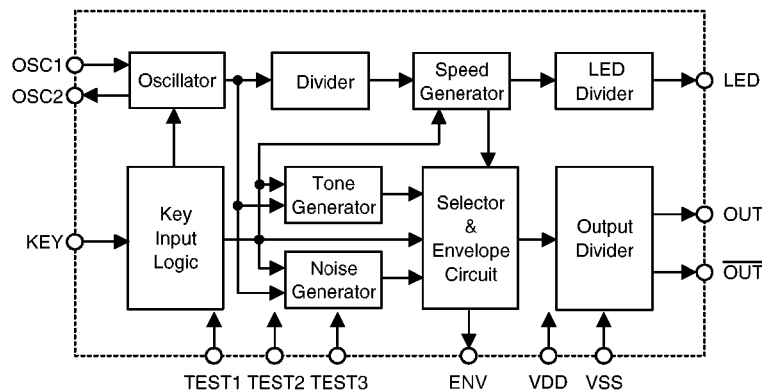 OSC1
OSC2
Oscillator
Divider
Speed
Generator
LED
Divider
LED
KEY
Key
Input
Logic
Tone
Generator
Noise
Generator
Selector
&
Envelope
Circuit
Output
Divider
OUT
OUT
TEST1
TEST2
TEST3
ENV
VDD
VSS